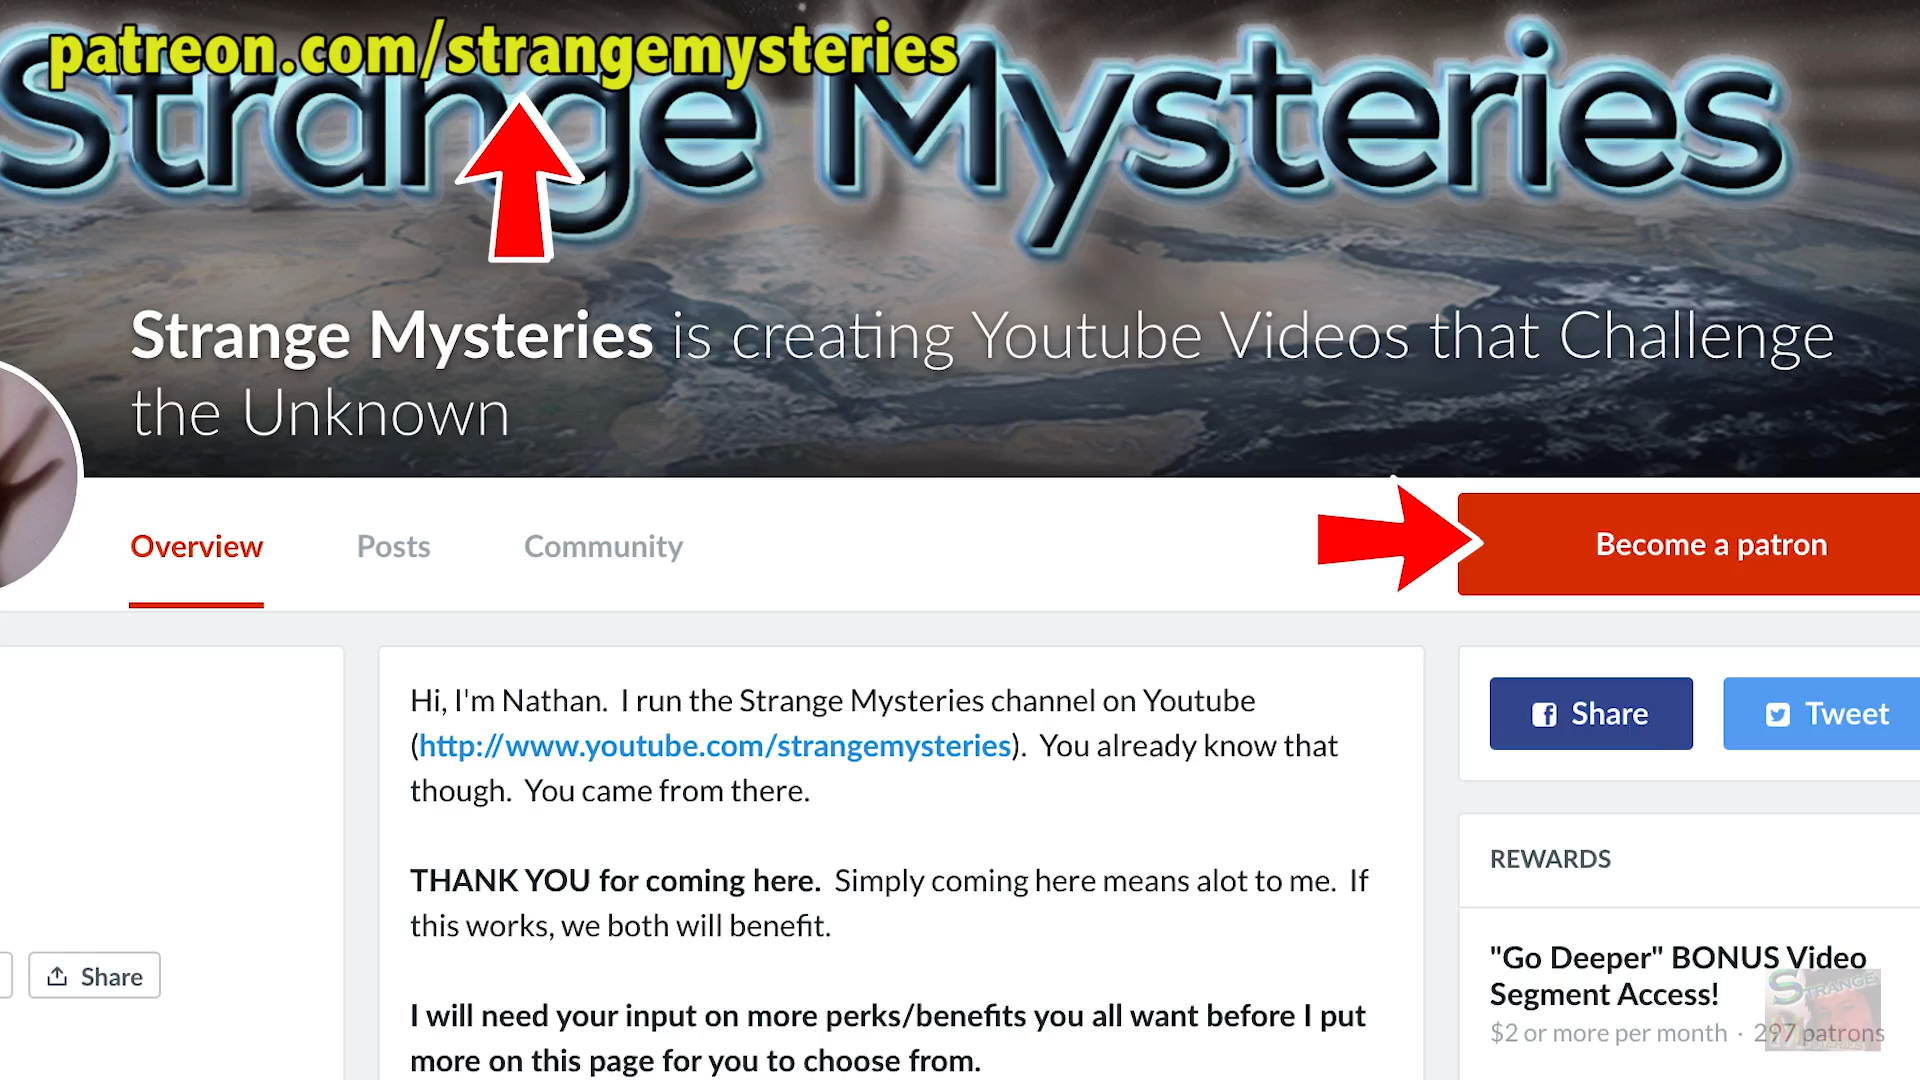 patreon.com/strangemysteries
Strange Mysteries
Strange Mysteries is creating Youtube Videos that Challenge
the Unknown
Overview
Posts
Community
Become a patron
Hi, I'm Nathan.  I run the Strange Mysteries channel on Youtube
(http://www.youtube.com/strangemysteries).  You already know that
though.  You came from there.
THANK YOU for coming here.  Simply coming here means alot to me.  If
this works, we both will benefit.
I will need your input on more perks/benefits you all want before I put
more on this page for you to choose from.
Share
Share
Tweet
REWARDS
"Go Deeper" BONUS Video
Segment Access!
$2 or more per month · 297 patrons
STRANGE
MYSTERIES